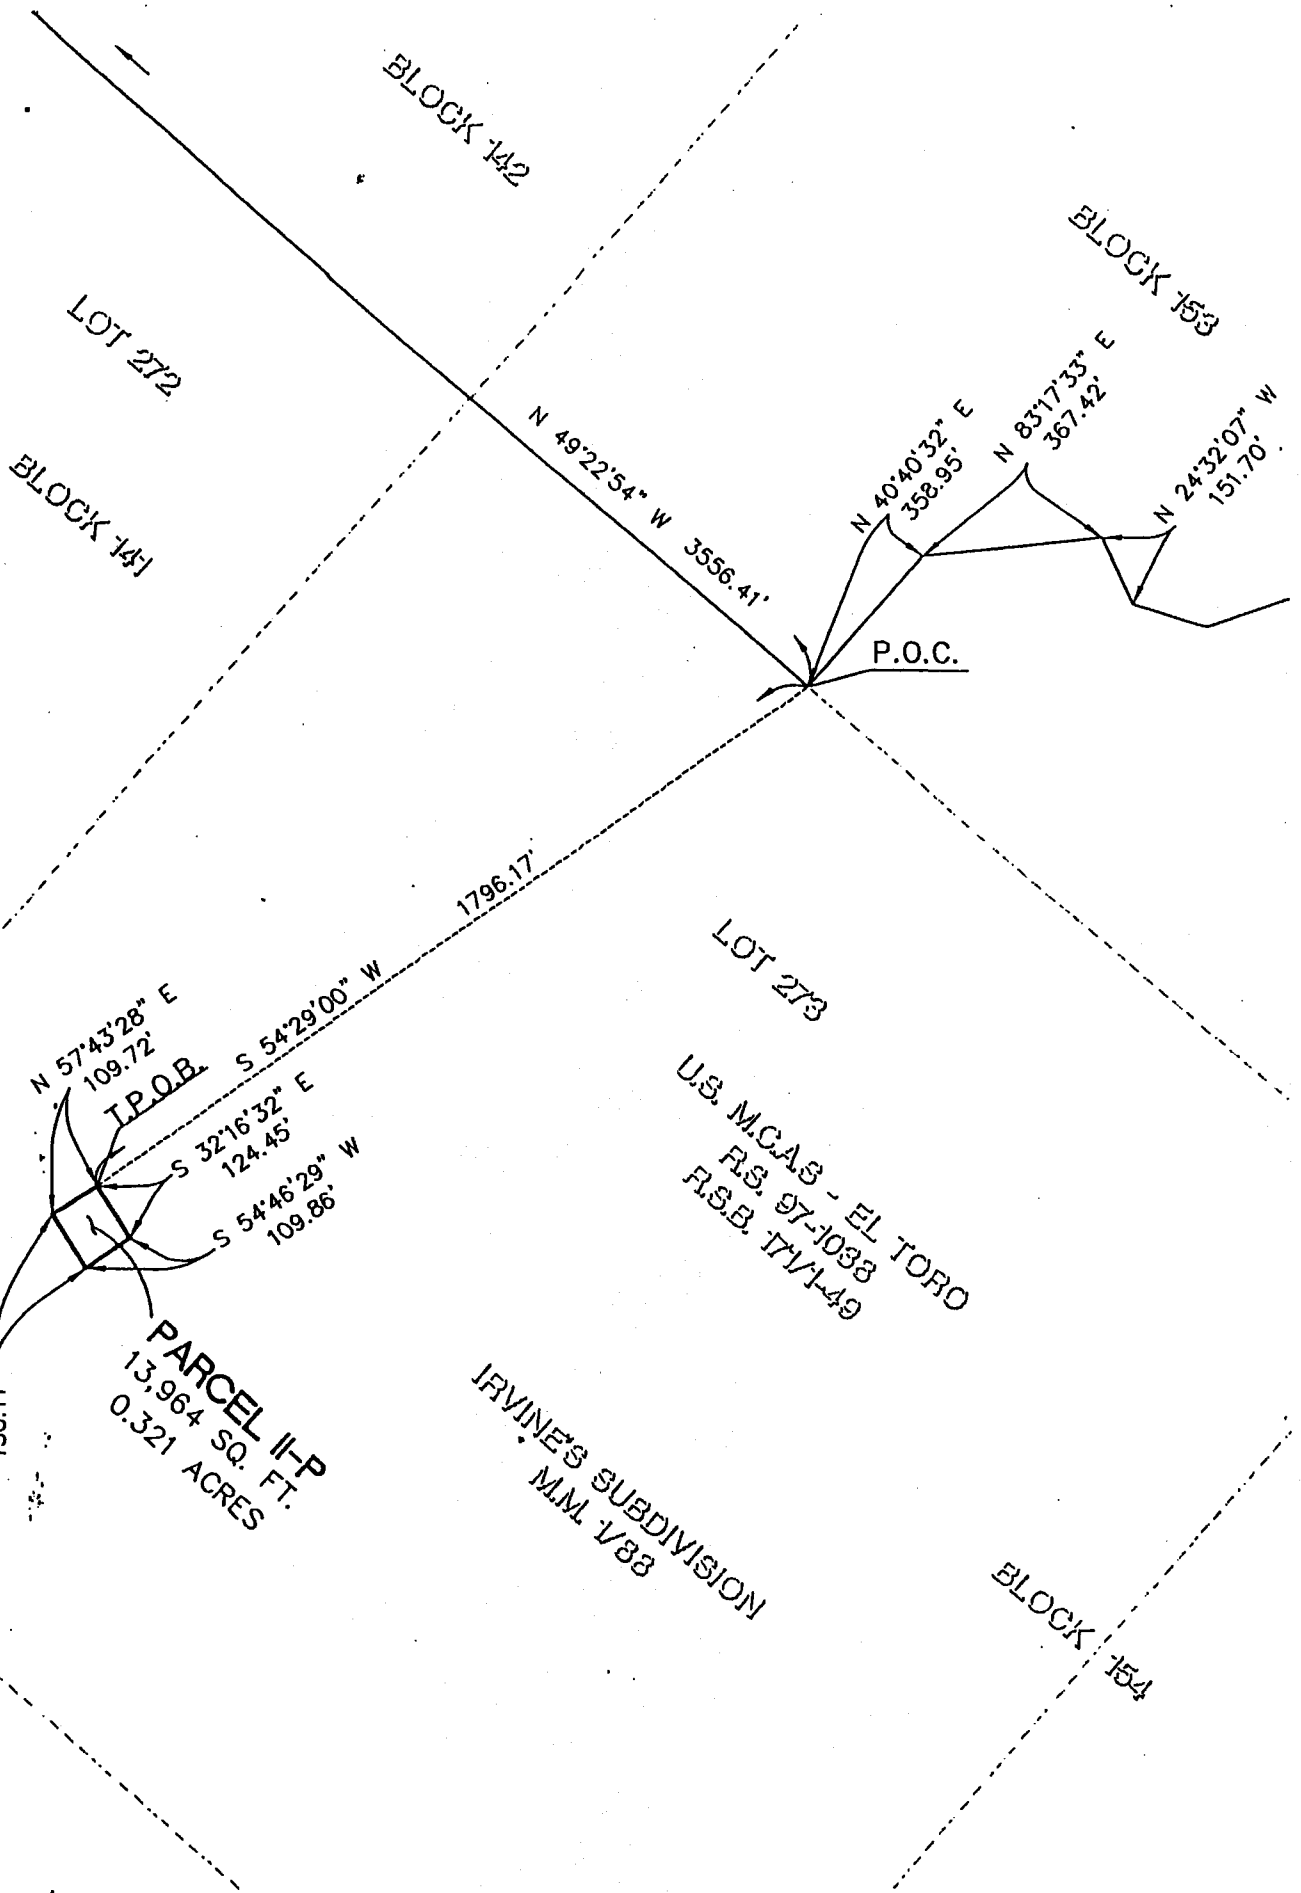 BLOCK 142
BLOCK 153
LOT 272
BLOCK 141
N 49°22'54" W 3556.41'
N 40°40'32" E
358.95'
N 83°17'33" E
367.42'
N 24°32'07" W
151.70'
P.O.C.
1796.17'
S 54°29'00" W
LOT 273
N 57°43'28" E
109.72'
T.P.O.B.
S 32°16'32" E
124.45'
S 54°46'29" W
109.86'
U.S. M.C.A.S - EL TORO
R.S. 97-1038
R.S.B. 171/1-49
PARCEL II-P
13,964 SQ. FT.
0.321 ACRES
IRVINE'S SUBDIVISION
M.M. 1/88
BLOCK 154